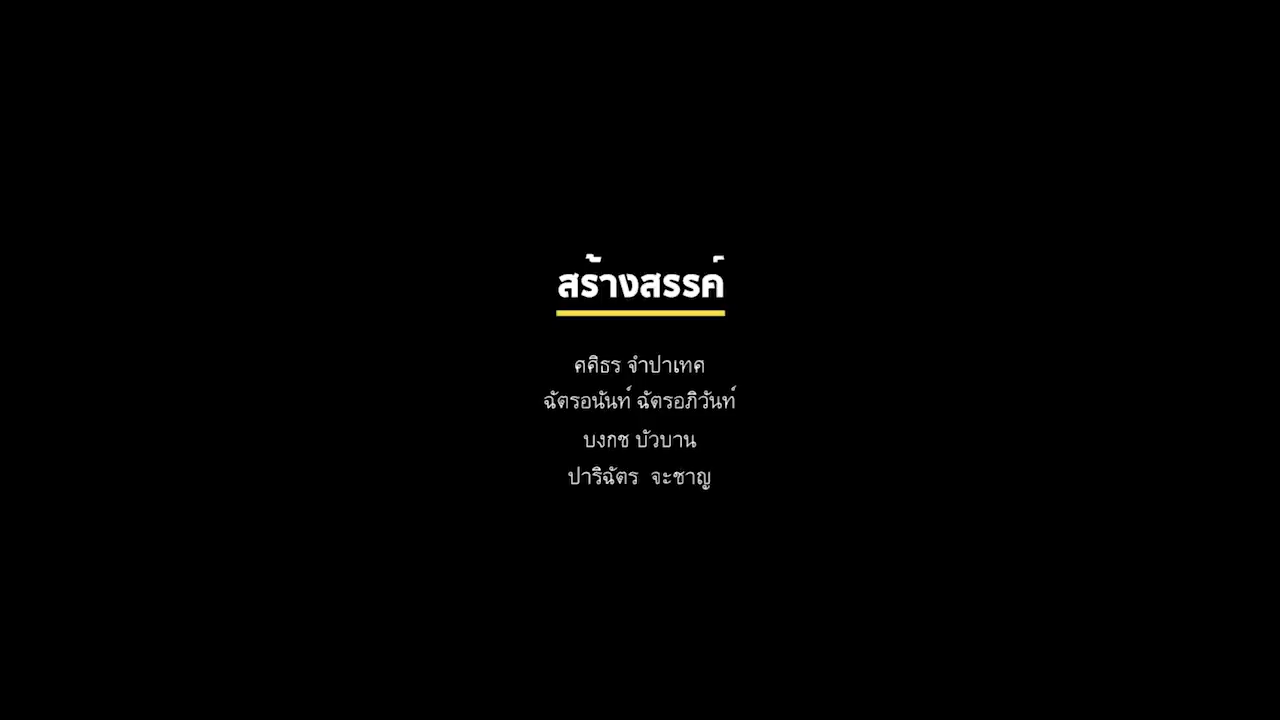 สร้างสรรค์
ศศิธร จำปาเทศ
ฉัตรอนันท์ ฉัตรอภิวันท์
บงกช บัวบาน
ปาริฉัตร จะชาญ